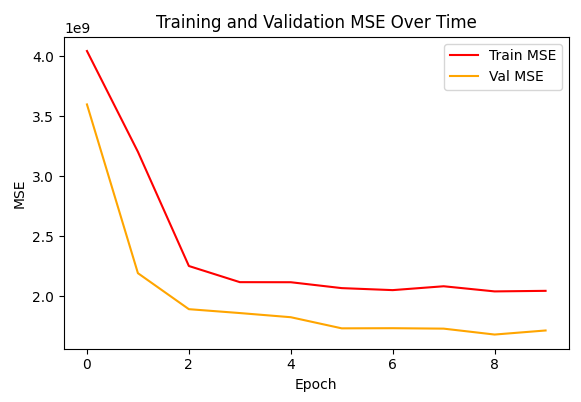 Training and Validation MSE Over Time
1e9
Train MSE
Val MSE
4.0
3.5
3.0
2.5
2.0
MSE
0 2 4 6 8
Epoch